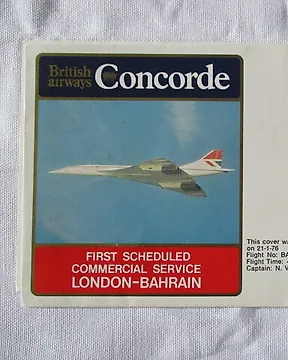 British
airways
Concorde
FIRST SCHEDULED
COMMERCIAL SERVICE
LONDON-BAHRAIN
This cover
on 21-1-76
Flight No: BA
Flight Time:
Captain: N. V